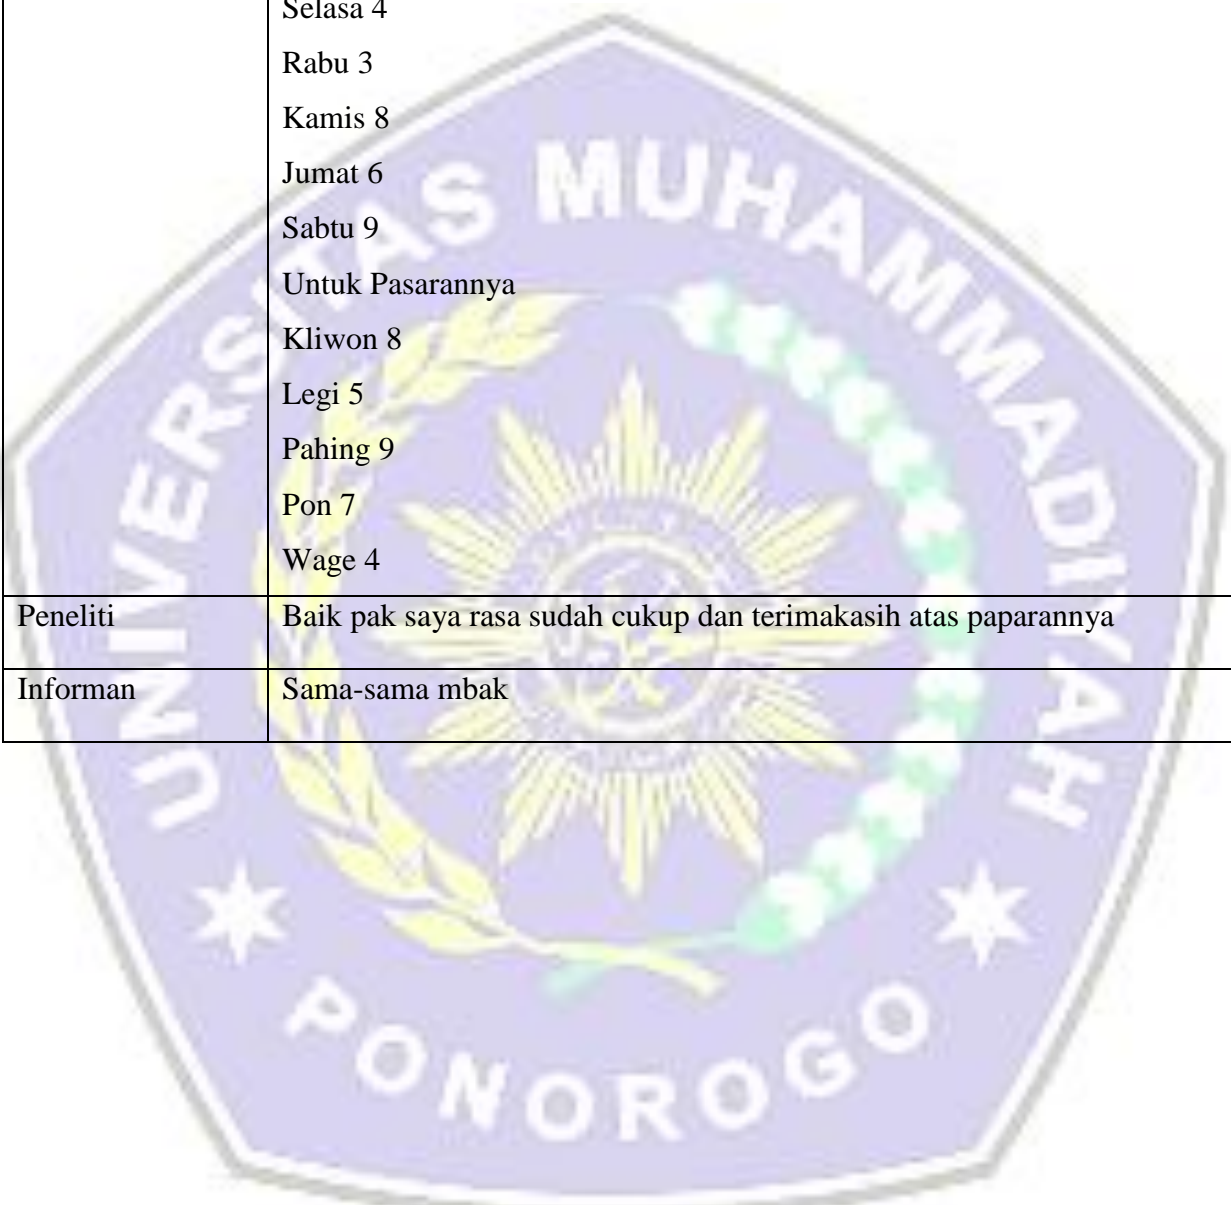 Selasa 4
Rabu 3
Kamis 8
Jumat 6
Sabtu 9
Untuk Pasarannya
Kliwon 8
Legi 5
Pahing 9
Pon 7
Wage 4
Peneliti Baik pak saya rasa sudah cukup dan terimakasih atas paparannya
Informan Sama-sama mbak
UNIVERSITAS MUHAMMADIYAH
PONOROGO